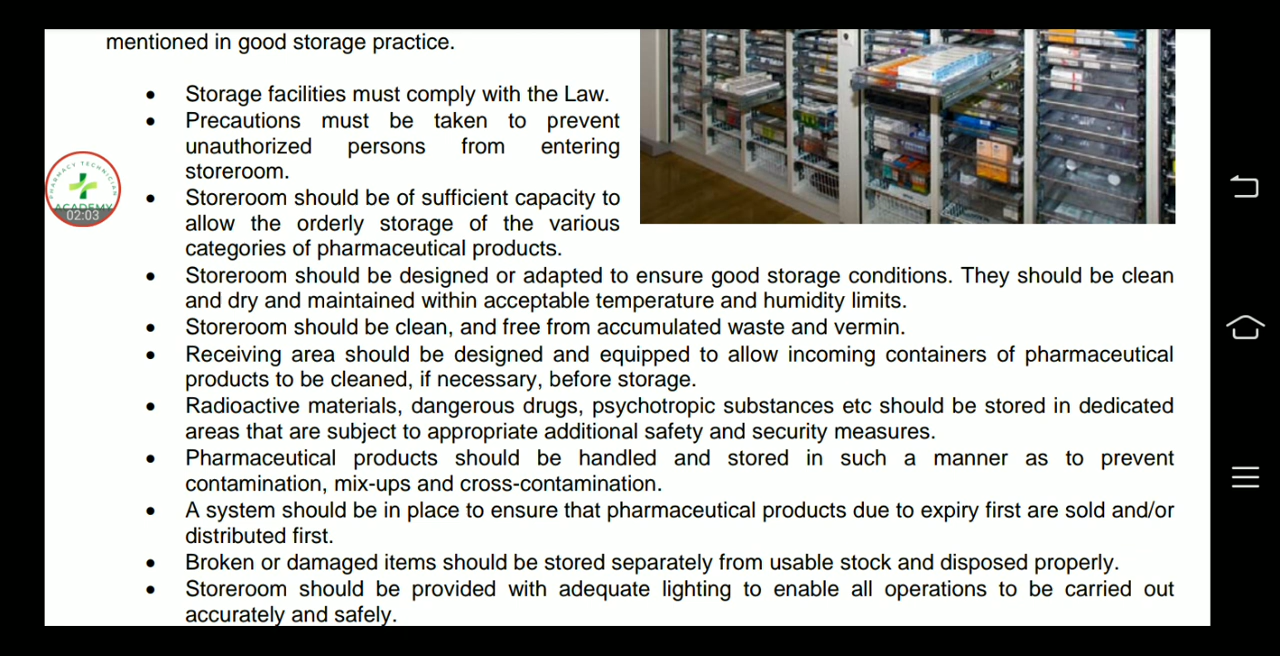 mentioned in good storage practice.
• Storage facilities must comply with the Law.
• Precautions must be taken to prevent
unauthorized persons from entering
storeroom.
• Storeroom should be of sufficient capacity to
allow the orderly storage of the various
categories of pharmaceutical products.
• Storeroom should be designed or adapted to ensure good storage conditions. They should be clean
and dry and maintained within acceptable temperature and humidity limits.
• Storeroom should be clean, and free from accumulated waste and vermin.
• Receiving area should be designed and equipped to allow incoming containers of pharmaceutical
products to be cleaned, if necessary, before storage.
• Radioactive materials, dangerous drugs, psychotropic substances etc should be stored in dedicated
areas that are subject to appropriate additional safety and security measures.
• Pharmaceutical products should be handled and stored in such a manner as to prevent
contamination, mix-ups and cross-contamination.
• A system should be in place to ensure that pharmaceutical products due to expiry first are sold and/or
distributed first.
• Broken or damaged items should be stored separately from usable stock and disposed properly.
• Storeroom should be provided with adequate lighting to enable all operations to be carried out
accurately and safely.
PHARMACY TECHNICIAN
ACADEMY
02:03